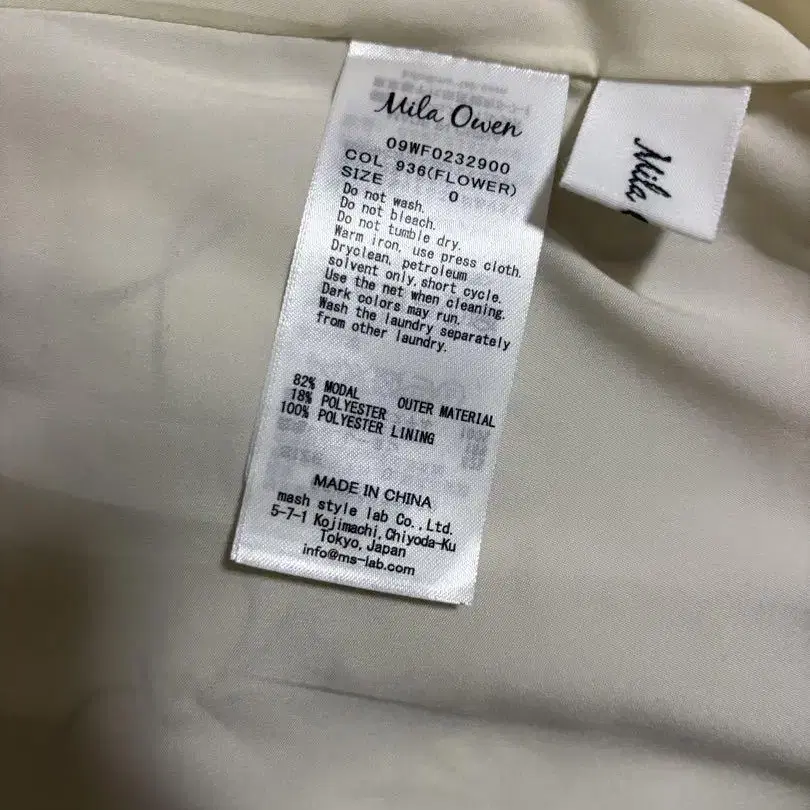 Mila Owen
09WF0232900
COL 936(FLOWER)
SIZE 0
Do not wash.
Do not bleach.
Do not tumble dry.
Warm iron, use press cloth.
Dryclean, petroleum
solvent only, short cycle.
Use the net when cleaning.
Dark colors may run.
Wash the laundry separately
from other laundry.
82% MODAL
18% POLYESTER OUTER MATERIAL
100% POLYESTER LINING
MADE IN CHINA
mash style lab Co., Ltd.
5-7-1 Kojimachi, Chiyoda-Ku
Tokyo, Japan
info@ms-lab.com
Mila